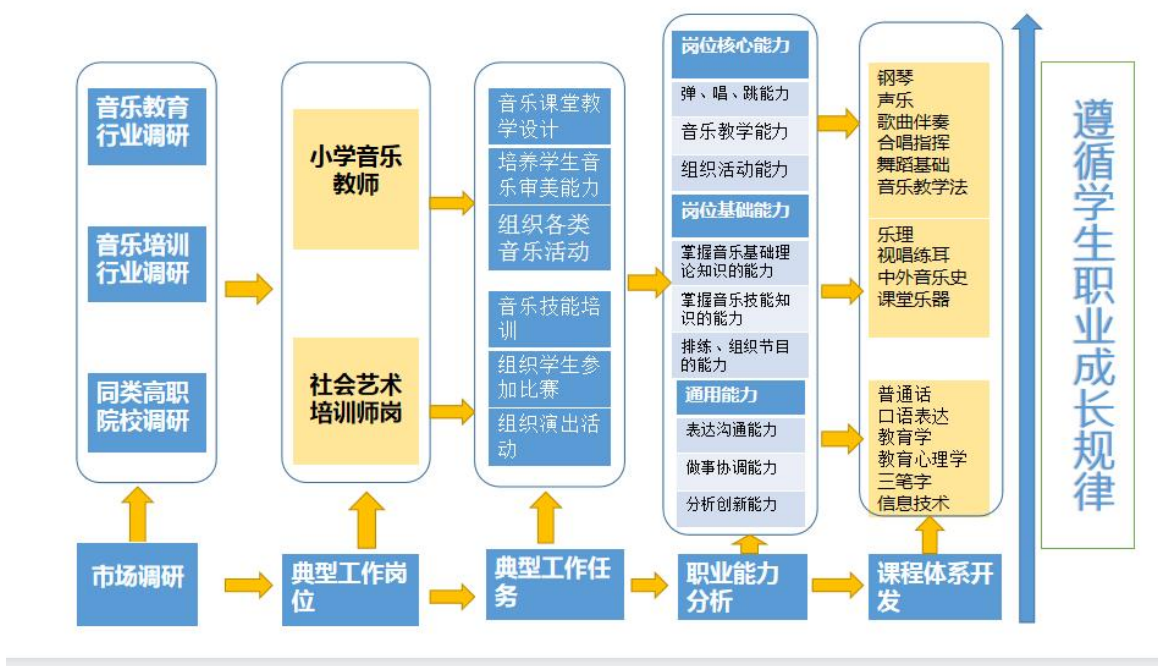 音乐教育
行业调研
音乐培训
行业调研
同类高职
院校调研
市场调研
小学音乐
教师
社会艺术
培训师岗
典型工作岗
位
音乐课堂教
学设计
培养学生音
乐审美能力
组织各类
音乐活动
音乐技能培
训
组织学生参
加比赛
组织演出活
动
典型工作任
务
岗位核心能力
弹、唱、跳能力
音乐教学能力
组织活动能力
岗位基础能力
掌握音乐基础理
论知识的能力
掌握音乐技能知
识的能力
排练、组织节目
的能力
通用能力
表达沟通能力
做事协调能力
分析创新能力
职业能力
分析
钢琴
声乐
歌曲伴奏
合唱指挥
舞蹈基础
音乐教学法
乐理
视唱练耳
中外音乐史
课堂乐器
普通话
口语表达
教育学
教育心理学
三笔字
信息技术
课程体系开
发
遵循学生职业成长规律